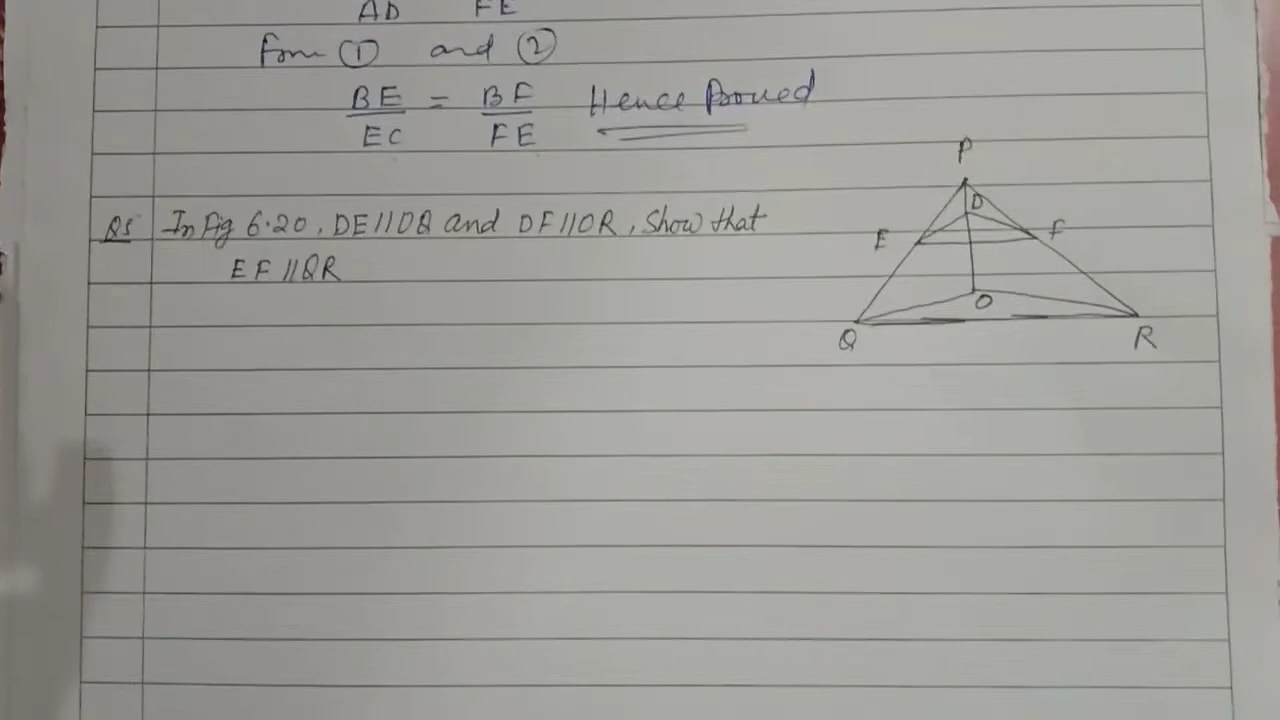 AD FE
From ① and ②
BE = BF Hence Proved
EC FE
Q5 In Fig 6.20, DE//OQ and DF//OR, Show that
EF//QR
P
D
E
F
O
Q
R